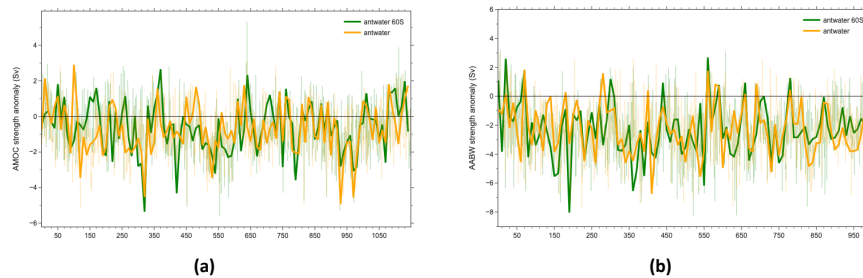 antwater 60S
antwater
AMOC strength anomaly (Sv)
4
2
0
−2
−4
−6
50 150 250 350 450 550 650 750 850 950 1050
(a)
antwater 60S
antwater
AABW strength anomaly (Sv)
4
2
0
−2
−4
−6
−8
50 150 250 350 450 550 650 750 850 950
(b)